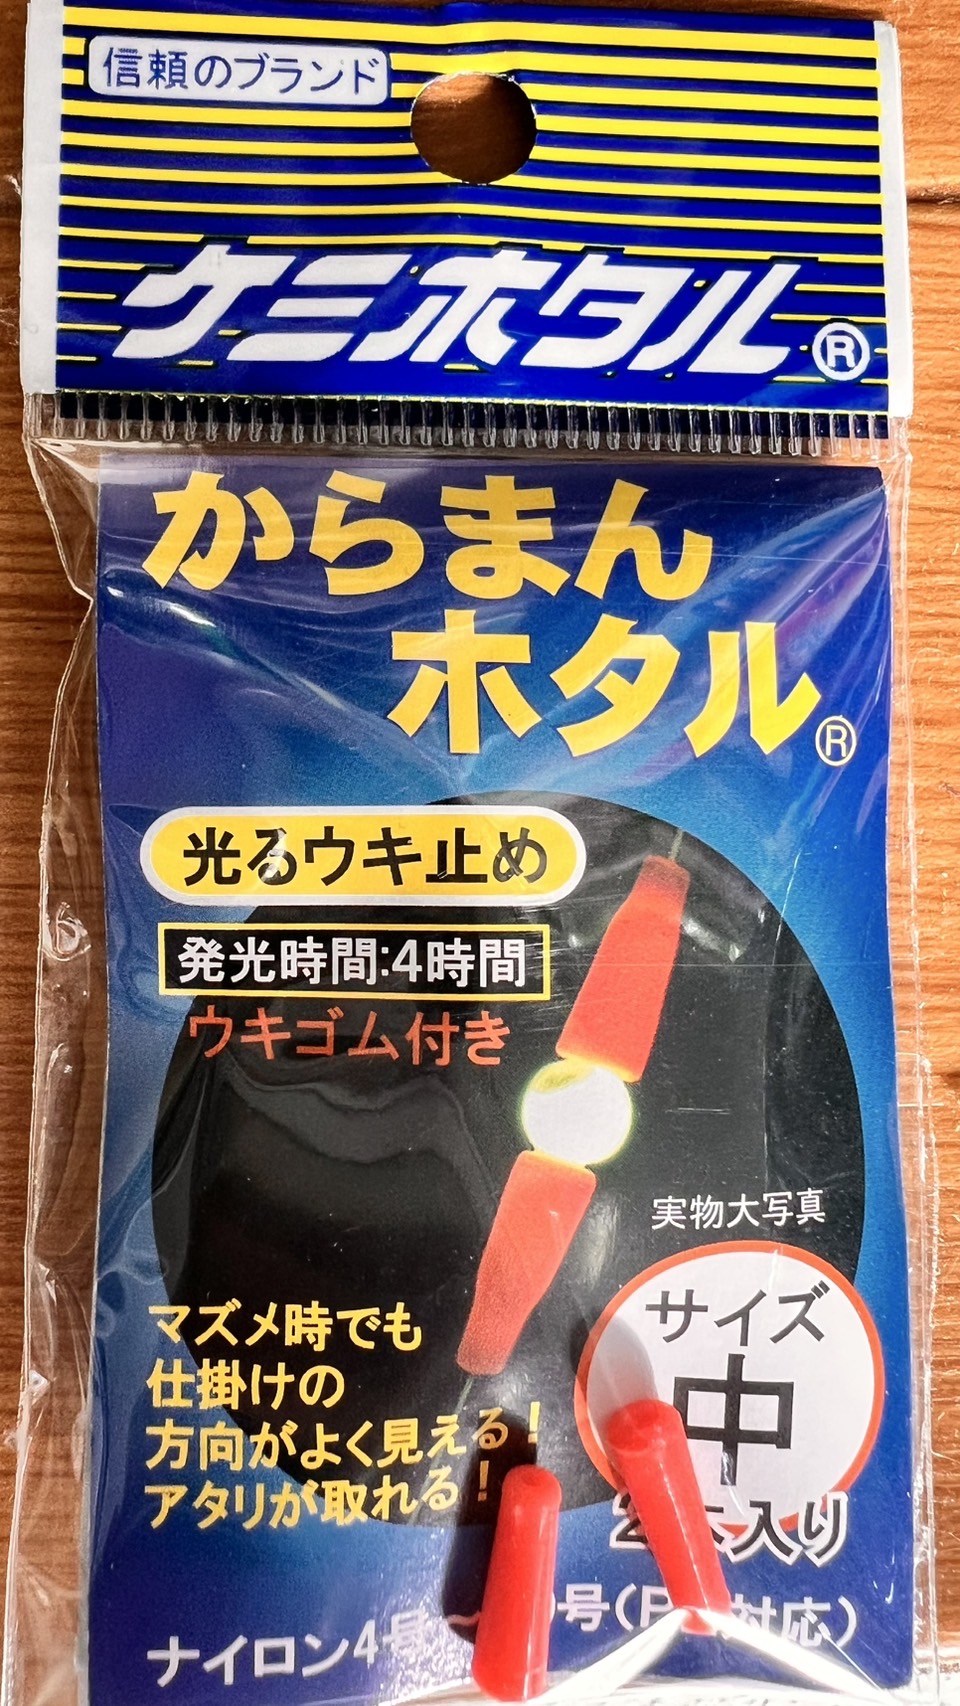 信頼のブランド
ケミホタル®
からまん
ホタル®
光るウキ止め
発光時間:4時間
ウキゴム付き
実物大写真
サイズ
中
入り
マズメ時でも
仕掛けの
方向がよく見える!
アタリが取れる!
ナイロン4号～ 号( 対応)